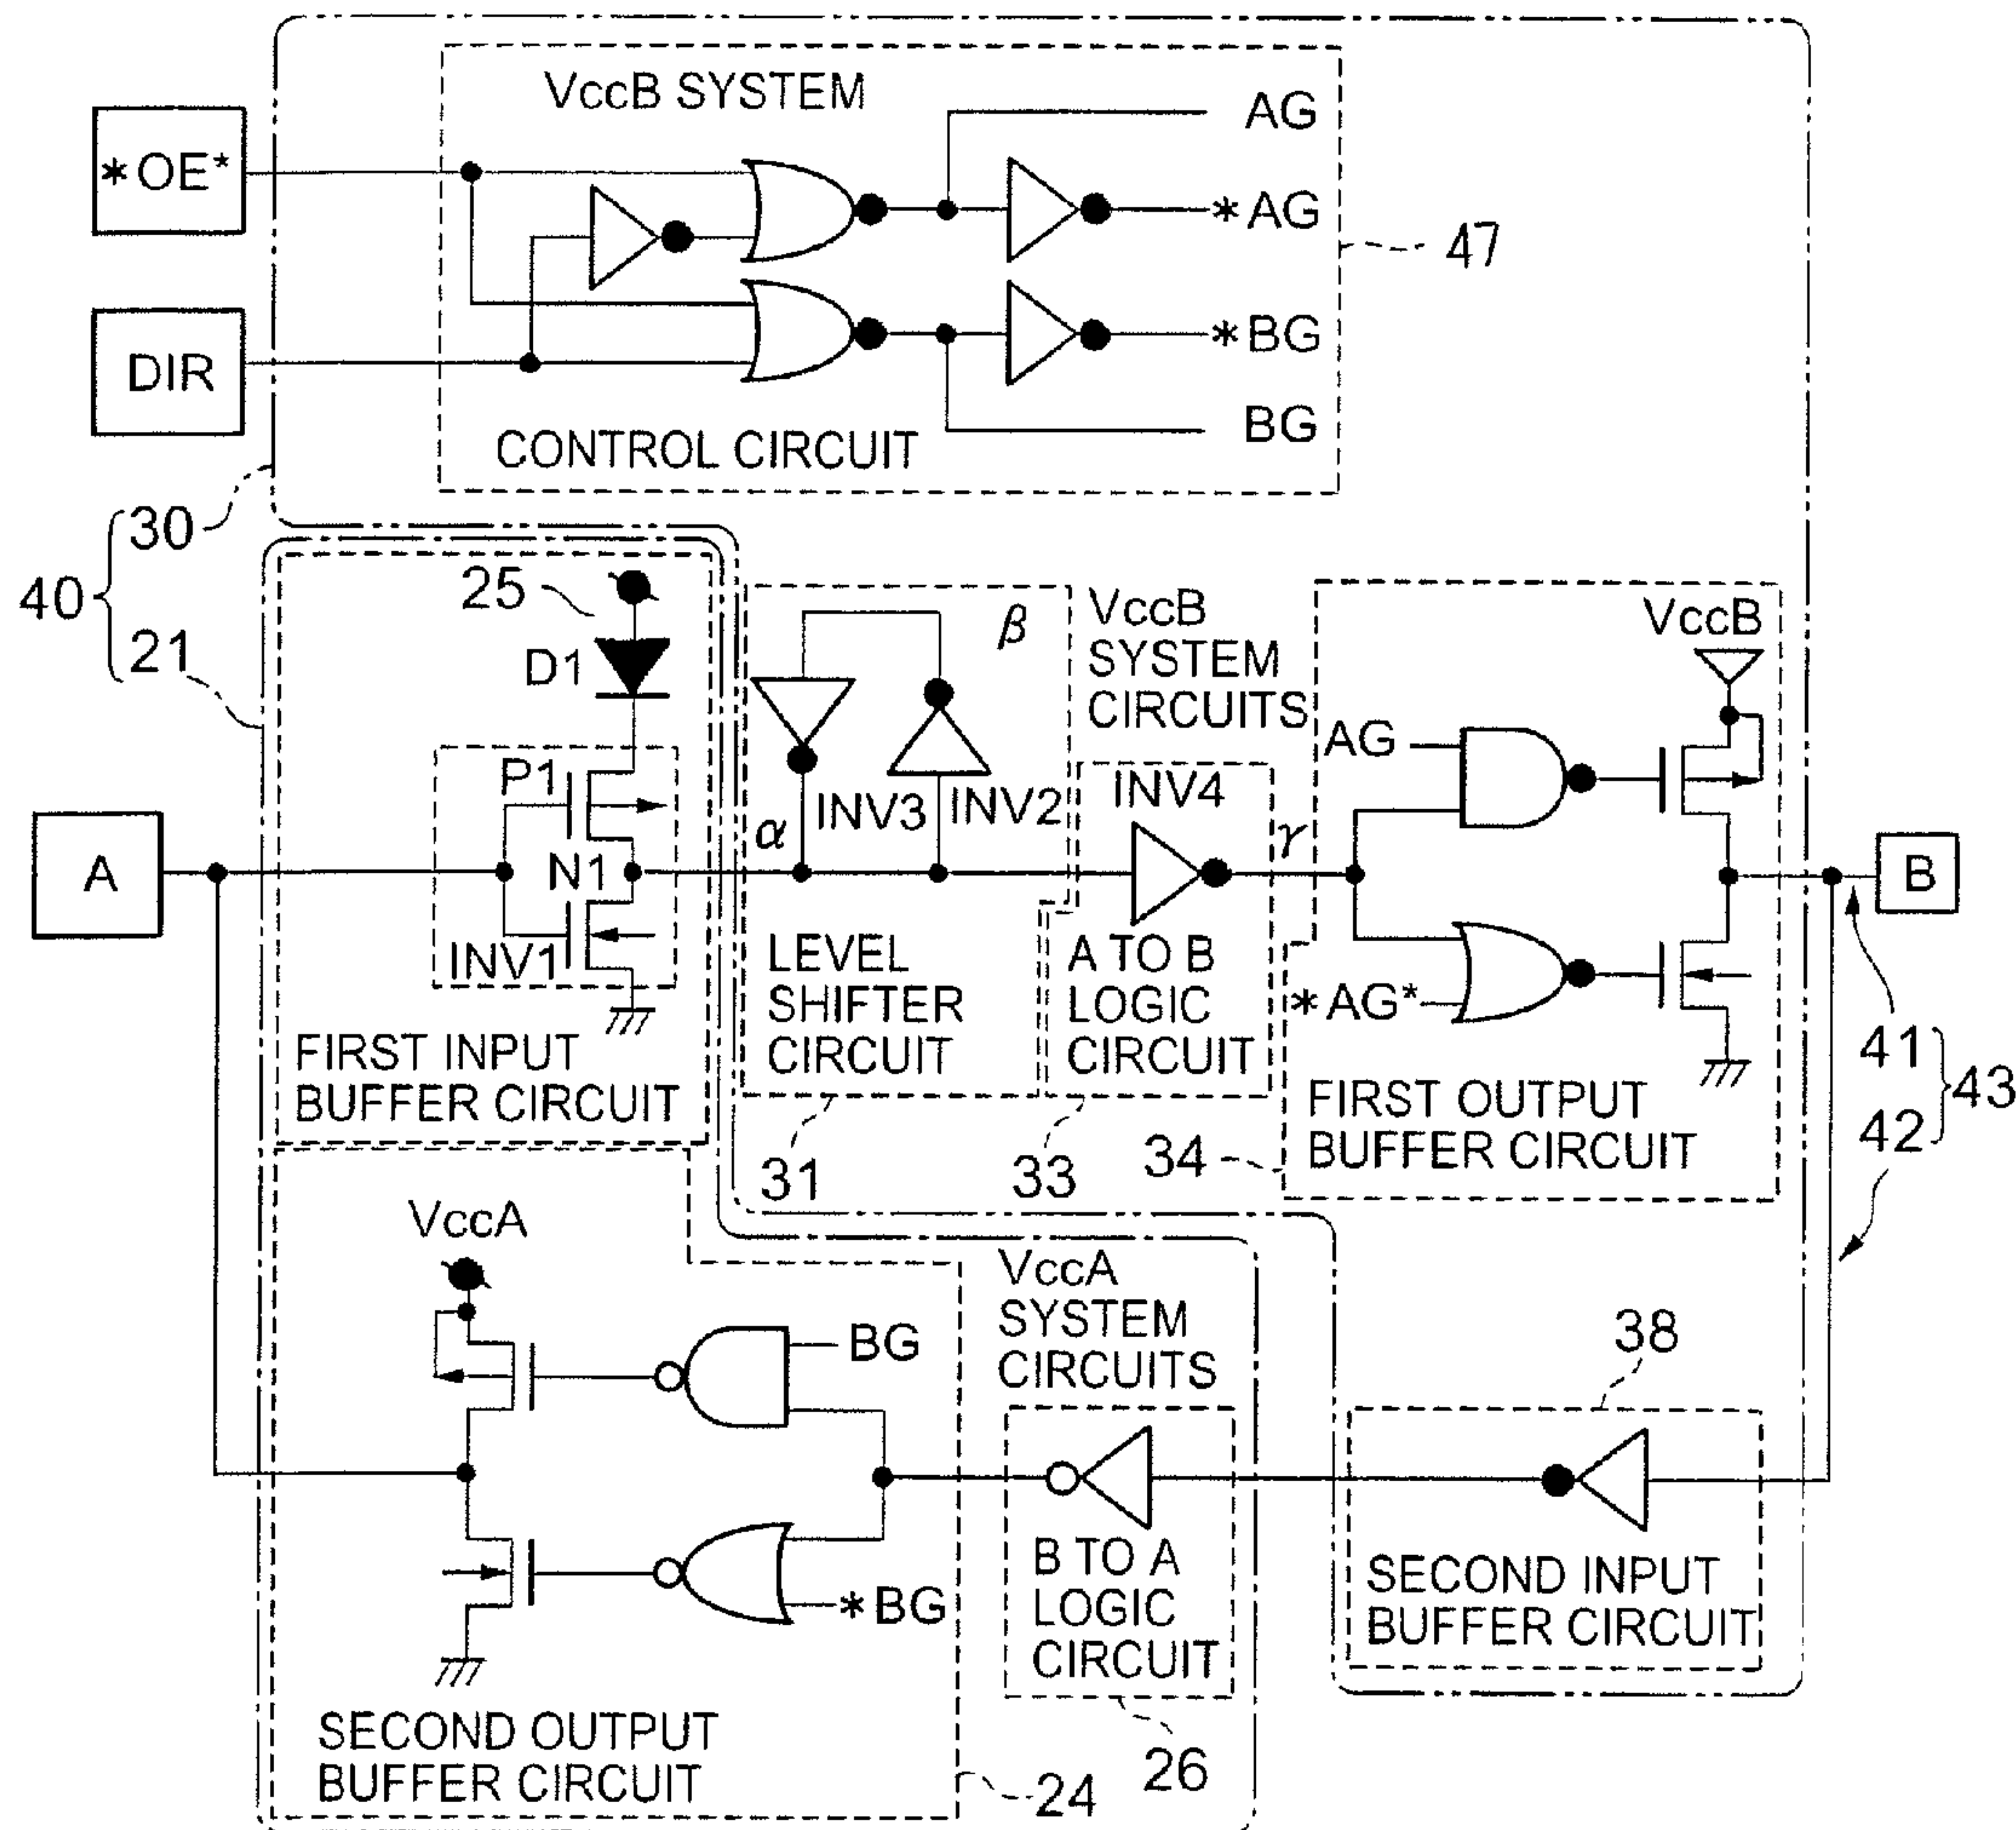 VccB SYSTEM
AG
*OE*
*AG
47
*BG
DIR
BG
CONTROL CIRCUIT
30
40
21
25
D1
β
VccB
SYSTEM
CIRCUITS
VccB
P1
AG
INV3
INV2
INV4
α
γ
A
N1
B
INV1
LEVEL
SHIFTER
CIRCUIT
A TO B
LOGIC
CIRCUIT
*AG*
FIRST INPUT
BUFFER CIRCUIT
FIRST OUTPUT
BUFFER CIRCUIT
41
42
43
31
33
34
VccA
VccA
SYSTEM
CIRCUITS
BG
38
*BG
B TO A
LOGIC
CIRCUIT
SECOND INPUT
BUFFER CIRCUIT
SECOND OUTPUT
BUFFER CIRCUIT
24
26